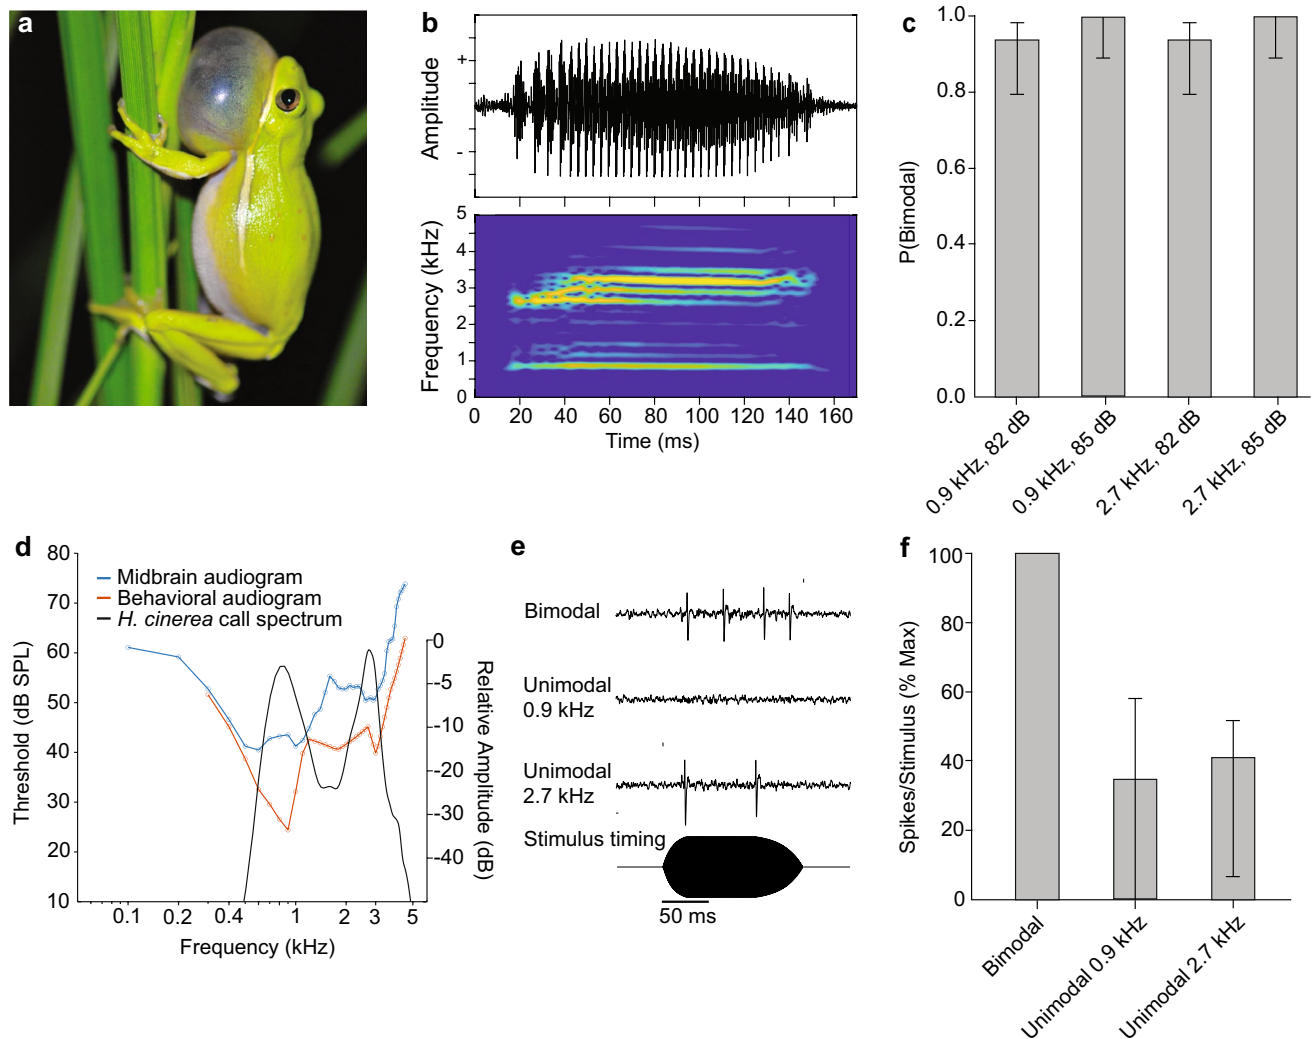 a
b
Amplitude
+
-
Frequency (kHz)
5
4
3
2
1
0
0 20 40 60 80 100 120 140 160
Time (ms)
c
P(Bimodal)
1.0
0.8
0.6
0.4
0.2
0.0
0.9 kHz, 82 dB
0.9 kHz, 85 dB
2.7 kHz, 82 dB
2.7 kHz, 85 dB
d
Threshold (dB SPL)
80
70
60
50
40
30
20
10
Midbrain audiogram
Behavioral audiogram
H. cinerea call spectrum
0
-5
-10
-20
-30
-40
Relative Amplitude (dB)
0.1 0.2 0.4 1 2 3 5
Frequency (kHz)
e
Bimodal
Unimodal
0.9 kHz
Unimodal
2.7 kHz
Stimulus timing
50 ms
f
Spikes/Stimulus (% Max)
100
80
60
40
20
0
Bimodal
Unimodal 0.9 kHz
Unimodal 2.7 kHz